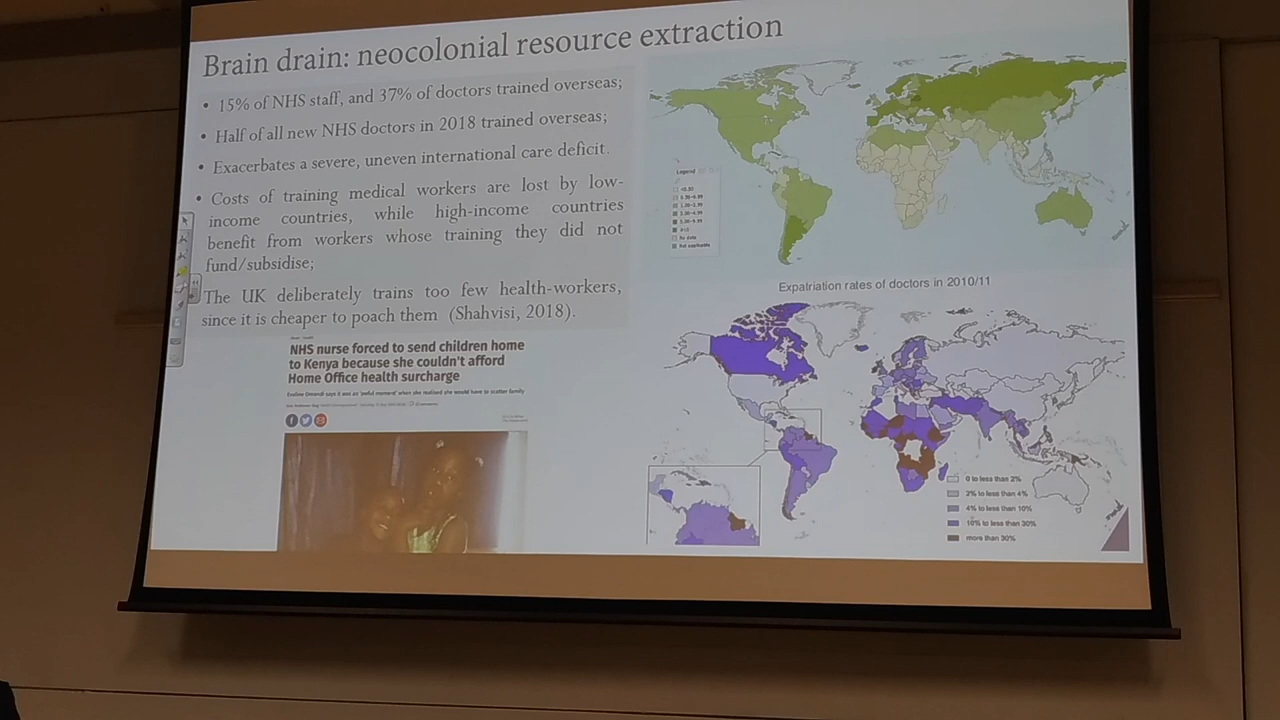 Brain drain: neocolonial resource extraction
• 15% of NHS staff, and 37% of doctors trained overseas;
• Half of all new NHS doctors in 2018 trained overseas;
• Exacerbates a severe, uneven international care deficit.
• Costs of training medical workers are lost by low-
income countries, while high-income countries
benefit from workers whose training they did not
fund/subsidise;
The UK deliberately trains too few health-workers,
since it is cheaper to poach them (Shahvisi, 2018).
NHS nurse forced to send children home
to Kenya because she couldn't afford
Home Office health surcharge
Legend
No data
Not applicable
Expatriation rates of doctors in 2010/11
0 to less than 2%
2% to less than 4%
4% to less than 10%
10% to less than 30%
more than 30%